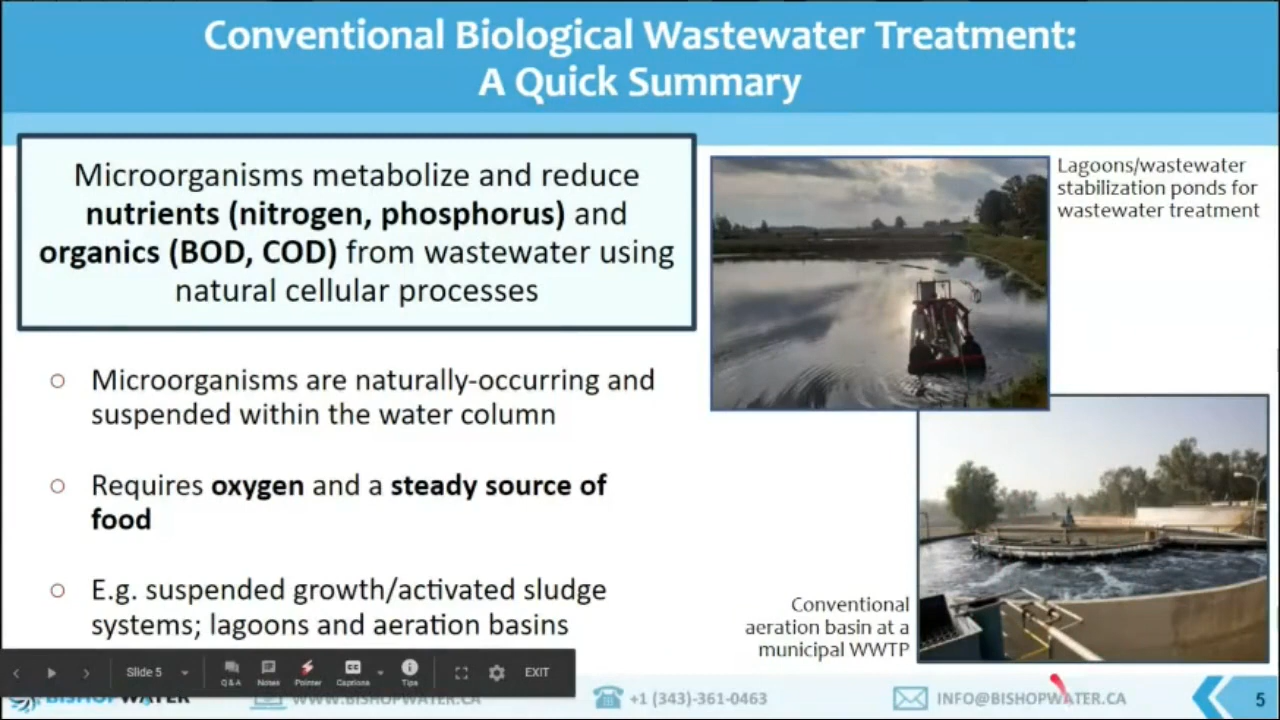 Conventional Biological Wastewater Treatment:
A Quick Summary
Microorganisms metabolize and reduce
nutrients (nitrogen, phosphorus) and
organics (BOD, COD) from wastewater using
natural cellular processes
○ Microorganisms are naturally-occurring and
suspended within the water column
○ Requires oxygen and a steady source of
food
○ E.g. suspended growth/activated sludge
systems; lagoons and aeration basins
Lagoons/wastewater
stabilization ponds for
wastewater treatment
Conventional
aeration basin at a
municipal WWTP
Slide 5
Q & A
Notes
Pointer
Captions
Tips
EXIT
BISHOP WATER
WWW.BISHOPWATER.CA
+1 (343)-361-0463
INFO@BISHOPWATER.CA
5